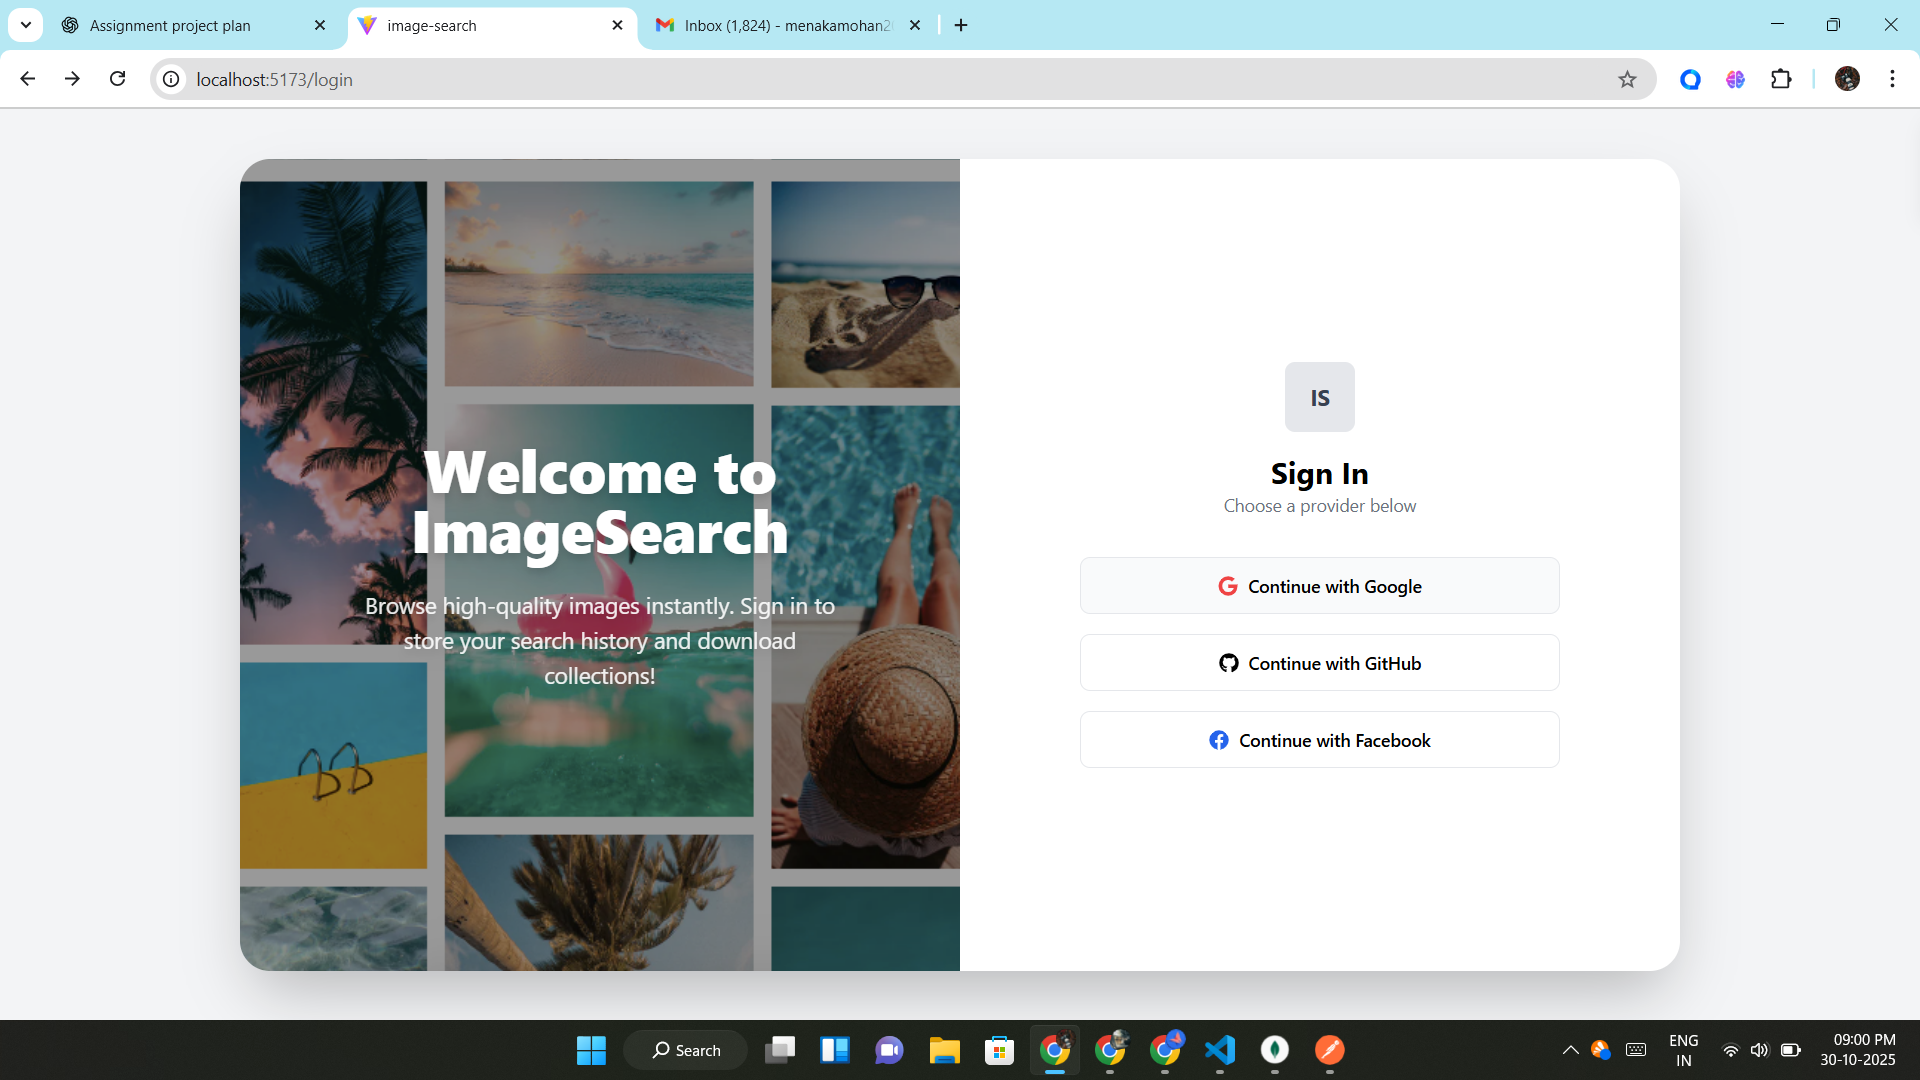 Assignment project plan
image-search
Inbox (1,824) - menakamohan2
localhost:5173/login
Welcome to
ImageSearch
Browse high-quality images instantly. Sign in to
store your search history and download
collections!
IS
Sign In
Choose a provider below
Continue with Google
Continue with GitHub
Continue with Facebook
Search
ENG
IN
09:00 PM
30-10-2025